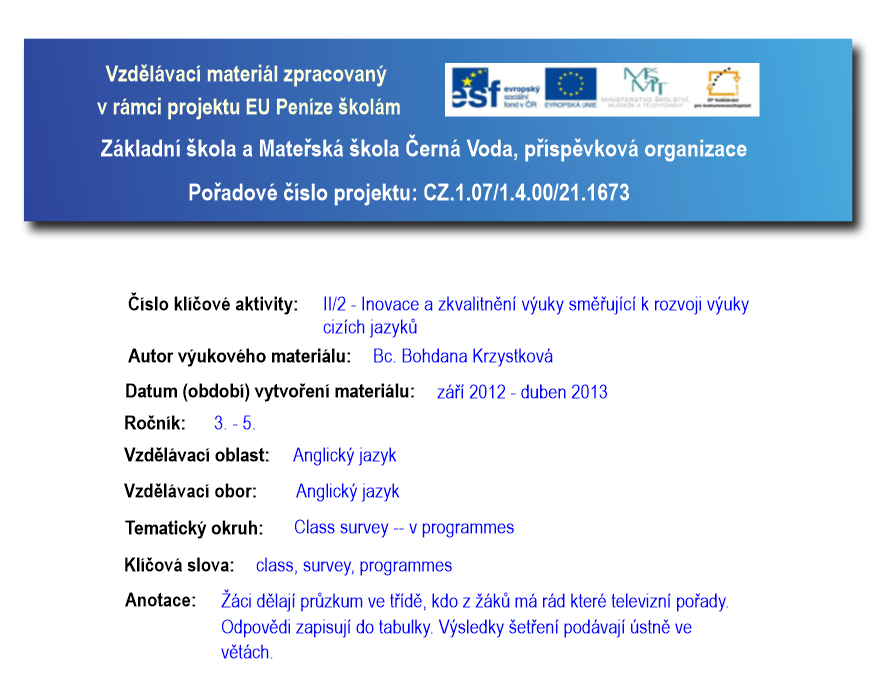 Vzdělávací materiál zpracovaný
v rámci projektu EU Peníze školám
esf evropský
sociální
fond v ČR EVROPSKÁ UNIE MINISTERSTVO ŠKOLSTVÍ,
MLÁDEŽE A TĚLOVÝCHOVY
OP Vzdělávání
pro konkurenceschopnost
Základní škola a Mateřská škola Černá Voda, příspěvková organizace
Pořadové číslo projektu: CZ.1.07/1.4.00/21.1673
Číslo klíčové aktivity: II/2 - Inovace a zkvalitnění výuky směřující k rozvoji výuky
cizích jazyků
Autor výukového materiálu: Bc. Bohdana Krzystková
Datum (období) vytvoření materiálu: září 2012 - duben 2013
Ročník: 3. - 5.
Vzdělávací oblast: Anglický jazyk
Vzdělávací obor: Anglický jazyk
Tematický okruh: Class survey -- v programmes
Klíčová slova: class, survey, programmes
Anotace: Žáci dělají průzkum ve třídě, kdo z žáků má rád které televizní pořady.
Odpovědi zapisují do tabulky. Výsledky šetření podávají ústně ve
větách.